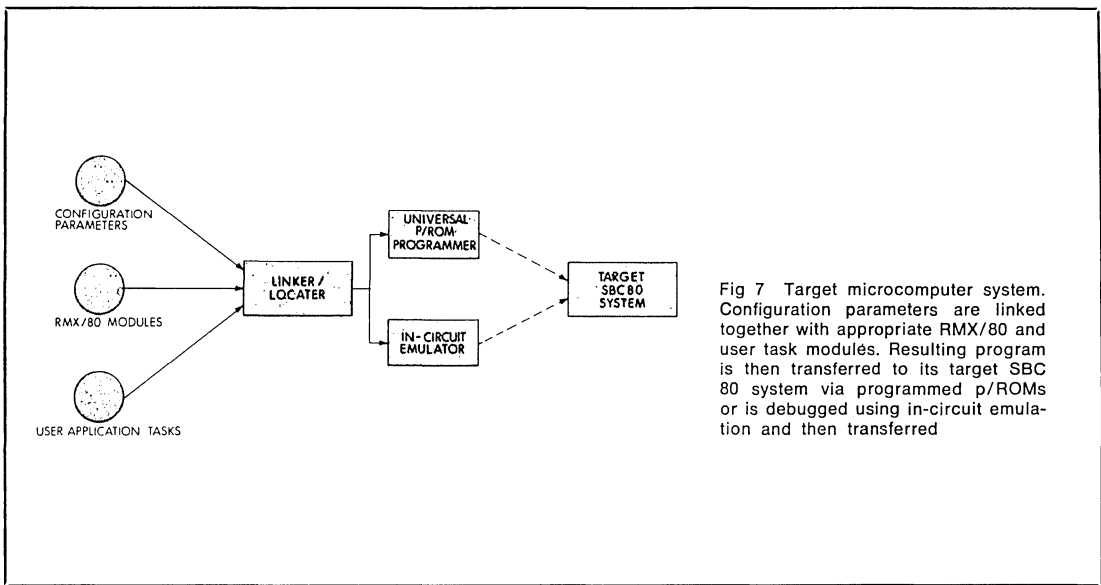 CONFIGURATION
PARAMETERS
RMX/80 MODULES
USER APPLICATION TASKS
LINKER/
LOCATER
UNIVERSAL
P/ROM
PROGRAMMER
IN-CIRCUIT
EMULATOR
TARGET
SBC80
SYSTEM
Fig 7 Target microcomputer system.
Configuration parameters are linked
together with appropriate RMX/80 and
user task modules. Resulting program
is then transferred to its target SBC
80 system via programmed p/ROMs
or is debugged using in-circuit emula-
tion and then transferred